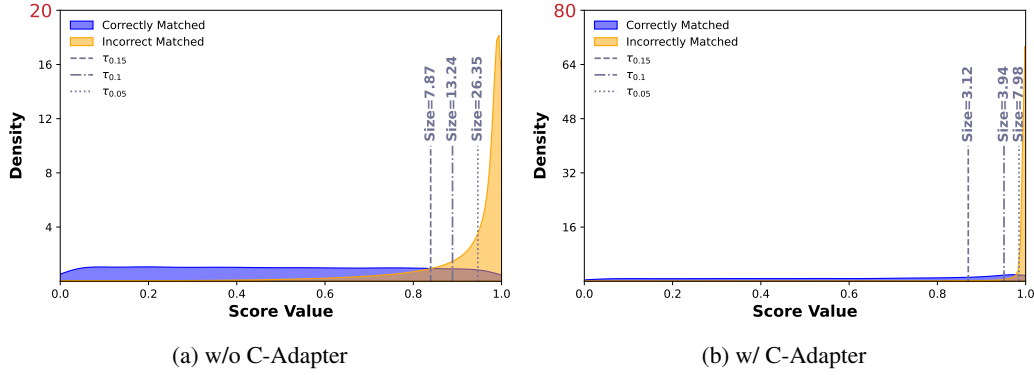 20
16
12
8
4
Density
Correctly Matched
Incorrect Matched
τ0.15
τ0.1
τ0.05
Size=7.87
Size=13.24
Size=26.35
0.0 0.2 0.4 0.6 0.8 1.0
Score Value
(a) w/o C-Adapter
80
64
48
32
16
Density
Correctly Matched
Incorrectly Matched
τ0.15
τ0.1
τ0.05
Size=3.12
Size=3.94
Size=7.98
0.0 0.2 0.4 0.6 0.8 1.0
Score Value
(b) w/ C-Adapter